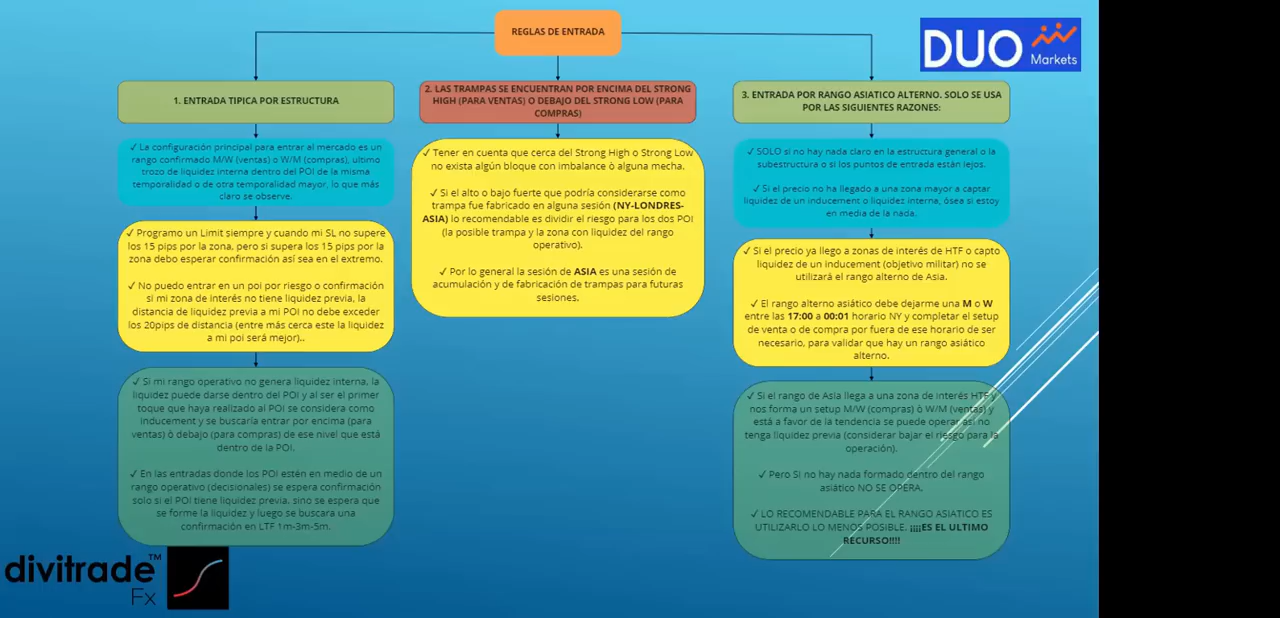 REGLAS DE ENTRADA
DUO
Markets
1. ENTRADA TIPICA POR ESTRUCTURA
✓ La configuración principal para entrar al mercado es un
rango confirmado M/W (ventas) o W/M (compras), ultimo
trozo de liquidez interna dentro del POI de la misma
temporalidad o de otra temporalidad mayor, lo que más
claro se observe.
✓ Programo un Limit siempre y cuando mi SL no supere
los 15 pips por la zona, pero si supera los 15 pips por la
zona debo esperar confirmación así sea en el extremo.
✓ No puedo entrar en un poi por riesgo o confirmación
si mi zona de interés no tiene liquidez previa, la
distancia de liquidez previa a mi POI no debe exceder
los 20pips de distancia (entre más cerca este la liquidez
a mi poi será mejor)..
✓ Si mi rango operativo no genera liquidez interna, la
liquidez puede darse dentro del POI y al ser el primer
toque que haya realizado al POI se considera como
inducement y se buscaría entrar por encima (para
ventas) ò debajo (para compras) de ese nivel que está
dentro de la POI.
✓ En las entradas donde los POI estén en medio de un
rango operativo (decisionales) se espera confirmación
solo si el POI tiene liquidez previa, sino se espera que
se forme la liquidez y luego se buscara una
confirmación en LTF 1m-3m-5m.
2. LAS TRAMPAS SE ENCUENTRAN POR ENCIMA DEL STRONG
HIGH (PARA VENTAS) O DEBAJO DEL STRONG LOW (PARA
COMPRAS)
✓ Tener en cuenta que cerca del Strong High o Strong Low
no exista algún bloque con imbalance ò alguna mecha.
✓ Si el alto o bajo fuerte que podría considerarse como
trampa fue fabricado en alguna sesión (NY-LONDRES-
ASIA) lo recomendable es dividir el riesgo para los dos POI
(la posible trampa y la zona con liquidez del rango
operativo).
✓ Por lo general la sesión de ASIA es una sesión de
acumulación y de fabricación de trampas para futuras
sesiones.
3. ENTRADA POR RANGO ASIATICO ALTERNO. SOLO SE USA
POR LAS SIGUIENTES RAZONES:
✓ SOLO si no hay nada claro en la estructura general o la
subestructura o si los puntos de entrada están lejos.
✓ Si el precio no ha llegado a una zona mayor a captar
liquidez de un inducement o liquidez interna, ósea si estoy
en media de la nada.
✓ Si el precio ya llego a zonas de interés de HTF o capto
liquidez de un inducement (objetivo militar) no se
utilizará el rango alterno de Asia.
✓ El rango alterno asiático debe dejarme una M o W
entre las 17:00 a 00:01 horario NY y completar el setup
de venta o de compra por fuera de ese horario de ser
necesario, para validar que hay un rango asiático
alterno.
✓ Si el rango de Asia llega a una zona de interés HTF y
nos forma un setup M/W (compras) ò W/M (ventas) y
está a favor de la tendencia se puede operar así no
tenga liquidez previa (considerar bajar el riesgo para la
operación).
✓ Pero Si no hay nada formado dentro del rango
asiático NO SE OPERA.
✓ LO RECOMENDABLE PARA EL RANGO ASIATICO ES
UTILIZARLO LO MENOS POSIBLE. ¡¡¡¡ES EL ULTIMO
RECURSO!!!!
divitrade™
Fx